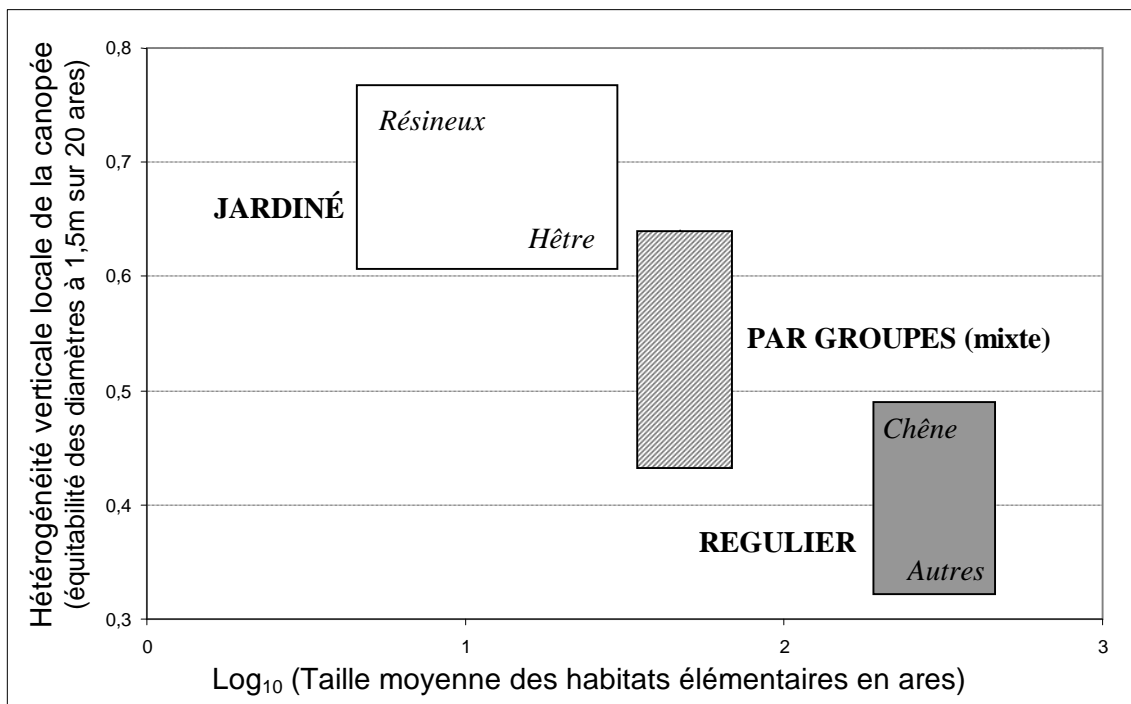 Hétérogénéité verticale locale de la canopée
(équitabilité des diamètres à 1,5m sur 20 ares)
0,8
0,7
0,6
0,5
0,4
0,3
Résineux
JARDINÉ
Hêtre
PAR GROUPES (mixte)
Chêne
REGULIER
Autres
0
1
2
3
Log10 (Taille moyenne des habitats élémentaires en ares)